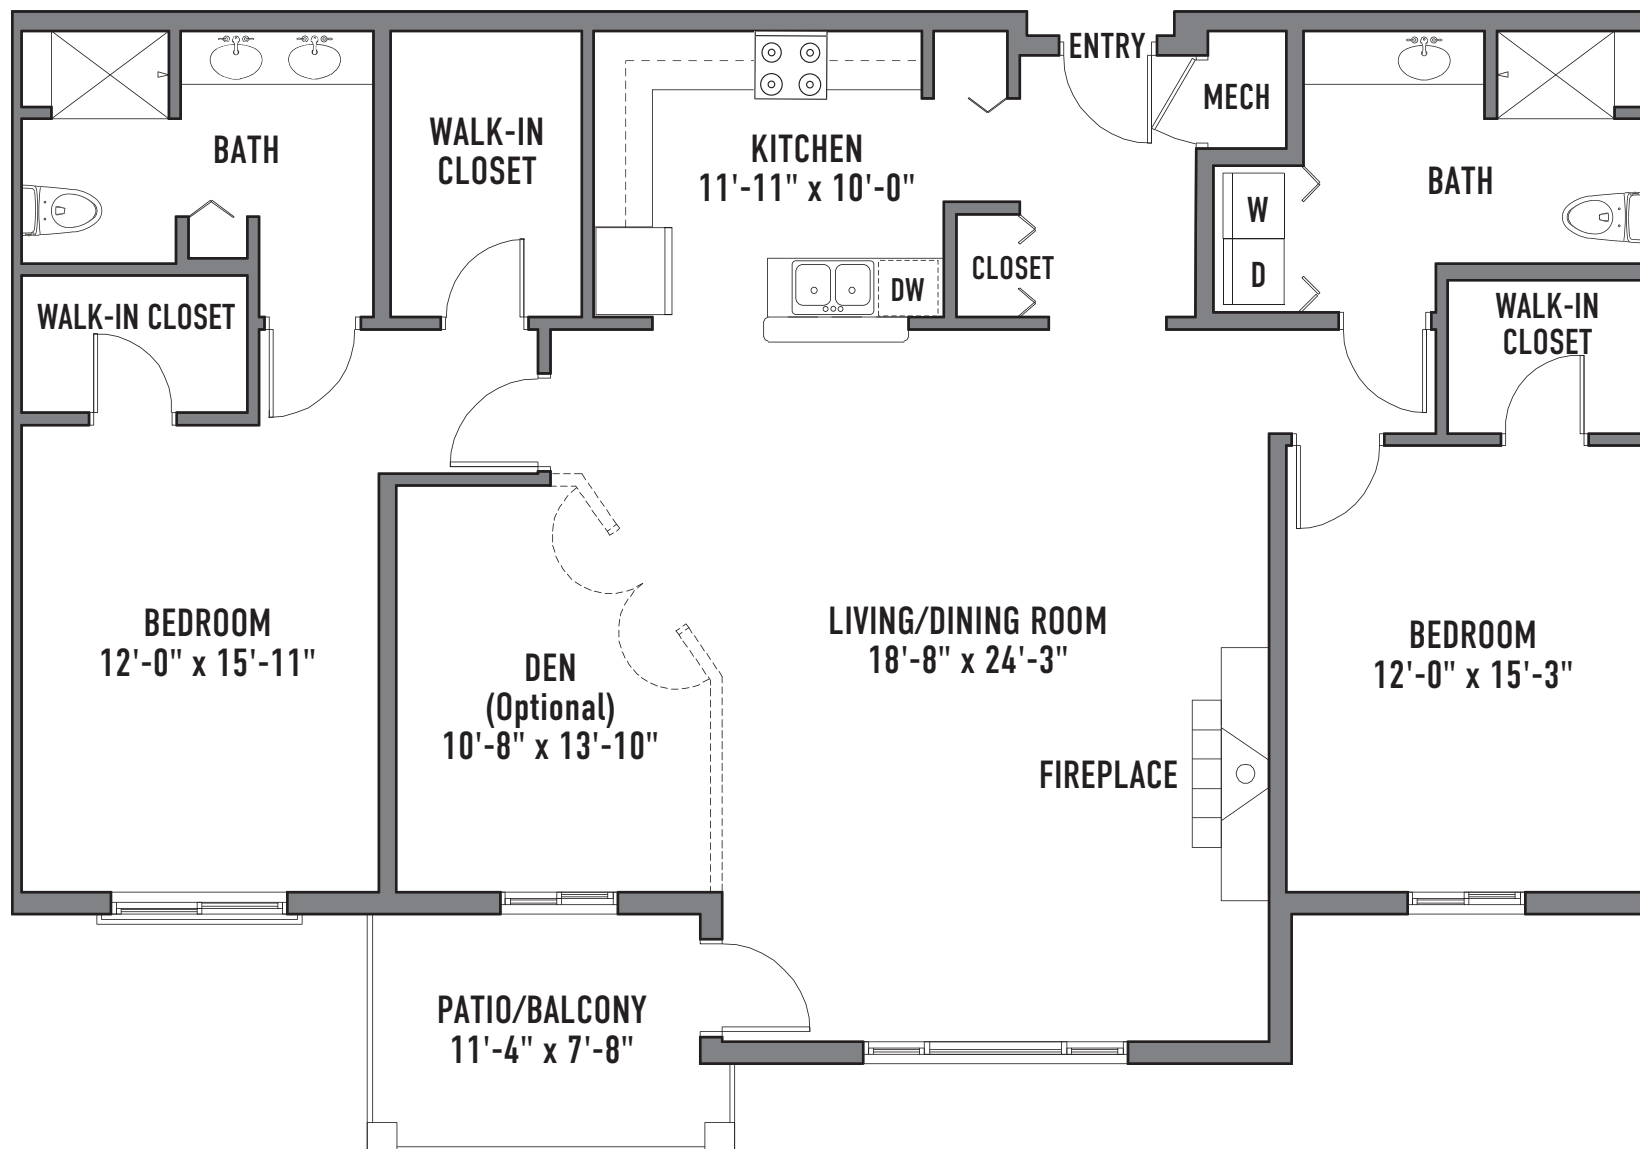 ENTRY
MECH
BATH
WALK-IN
CLOSET
KITCHEN
11'-11" x 10'-0"
BATH
W
D
CLOSET
DW
WALK-IN CLOSET
WALK-IN
CLOSET
BEDROOM
12'-0" x 15'-11"
DEN
(Optional)
10'-8" x 13'-10"
LIVING/DINING ROOM
18'-8" x 24'-3"
BEDROOM
12'-0" x 15'-3"
FIREPLACE
PATIO/BALCONY
11'-4" x 7'-8"